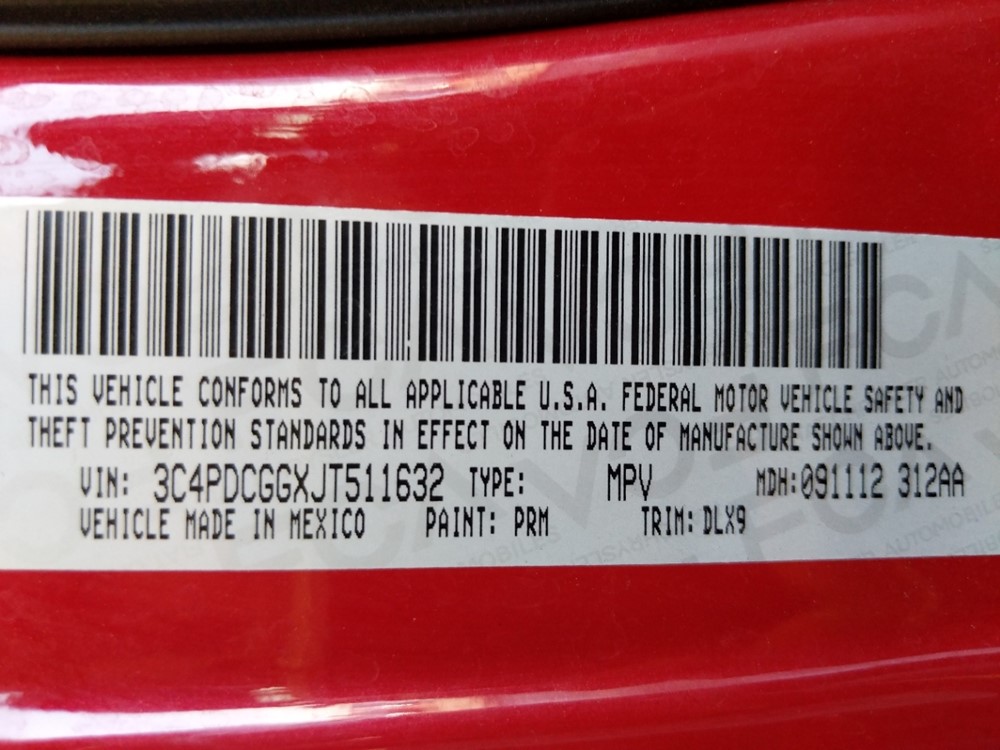 THIS VEHICLE CONFORMS TO ALL APPLICABLE U.S.A. FEDERAL MOTOR VEHICLE SAFETY AND
THEFT PREVENTION STANDARDS IN EFFECT ON THE DATE OF MANUFACTURE SHOWN ABOVE.
VIN: 3C4PDCGGXJT511632 TYPE: MPV MDH:091112 312AA
VEHICLE MADE IN MEXICO PAINT: PRM TRIM: DLX9